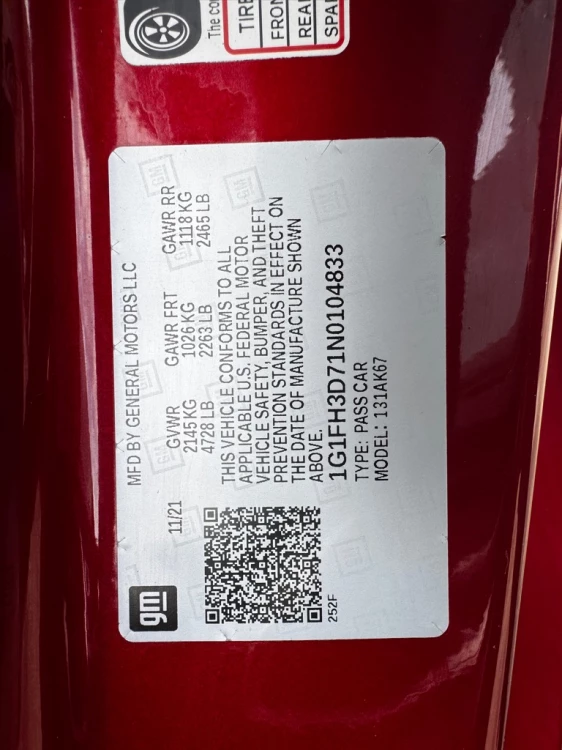 The co
TIRE
FRON
REAR
SPAR
gm
MFD BY GENERAL MOTORS LLC
11/21
GVWR GAWR FRT GAWR RR
2145 KG 1026 KG 1118 KG
4728 LB 2263 LB 2465 LB
THIS VEHICLE CONFORMS TO ALL
APPLICABLE U.S. FEDERAL MOTOR
VEHICLE SAFETY, BUMPER, AND THEFT
PREVENTION STANDARDS IN EFFECT ON
THE DATE OF MANUFACTURE SHOWN
ABOVE.
1G1FH3D71N0104833
TYPE: PASS CAR
MODEL: 131AK67
252F